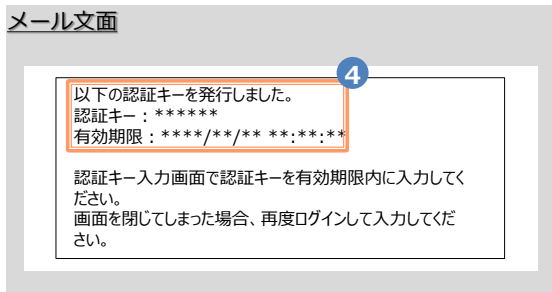 メール文面
4
以下の認証キーを発行しました。
認証キー：******
有効期限：****/**/** **:**:**
認証キー入力画面で認証キーを有効期限内に入力してく
ださい。
画面を閉じてしまった場合、再度ログインして入力してくだ
さい。